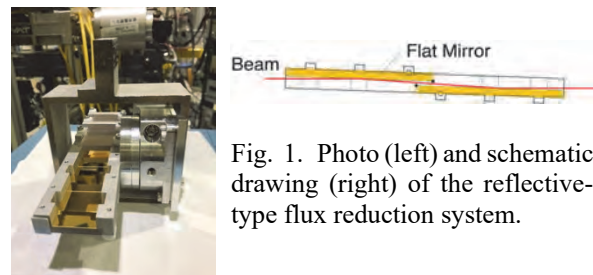 Beam
Flat Mirror
Fig. 1. Photo (left) and schematic
drawing (right) of the reflective-
type flux reduction system.